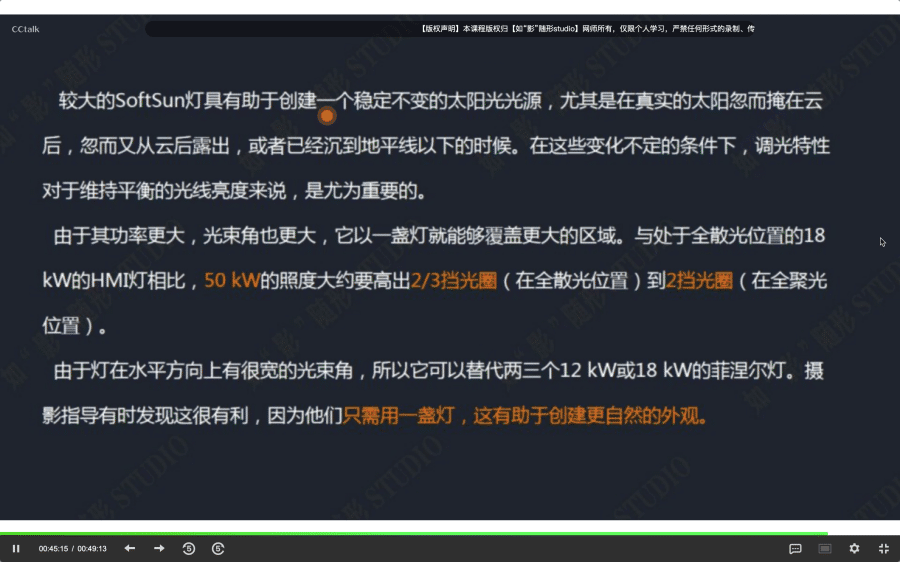 CCtalk
【版权声明】本课程版权归【如"影"随形studio】网师所有，仅限个人学习，严禁任何形式的录制、传
较大的SoftSun灯具有助于创建一个稳定不变的太阳光光源，尤其是在真实的太阳忽而掩在云
后，忽而又从云后露出，或者已经沉到地平线以下的时候。在这些变化不定的条件下，调光特性
对于维持平衡的光线亮度来说，是尤为重要的。
由于其功率更大，光束角也更大，它以一盏灯就能够覆盖更大的区域。与处于全散光位置的18
kW的HMI灯相比，50 kW的照度大约要高出2/3挡光圈（在全散光位置）到2挡光圈（在全聚光
位置）。
由于灯在水平方向上有很宽的光束角，所以它可以替代两三个12 kW或18 kW的菲涅尔灯。摄
影指导有时发现这很有利，因为他们只需用一盏灯，这有助于创建更自然的外观。
00:45:15 / 00:49:13